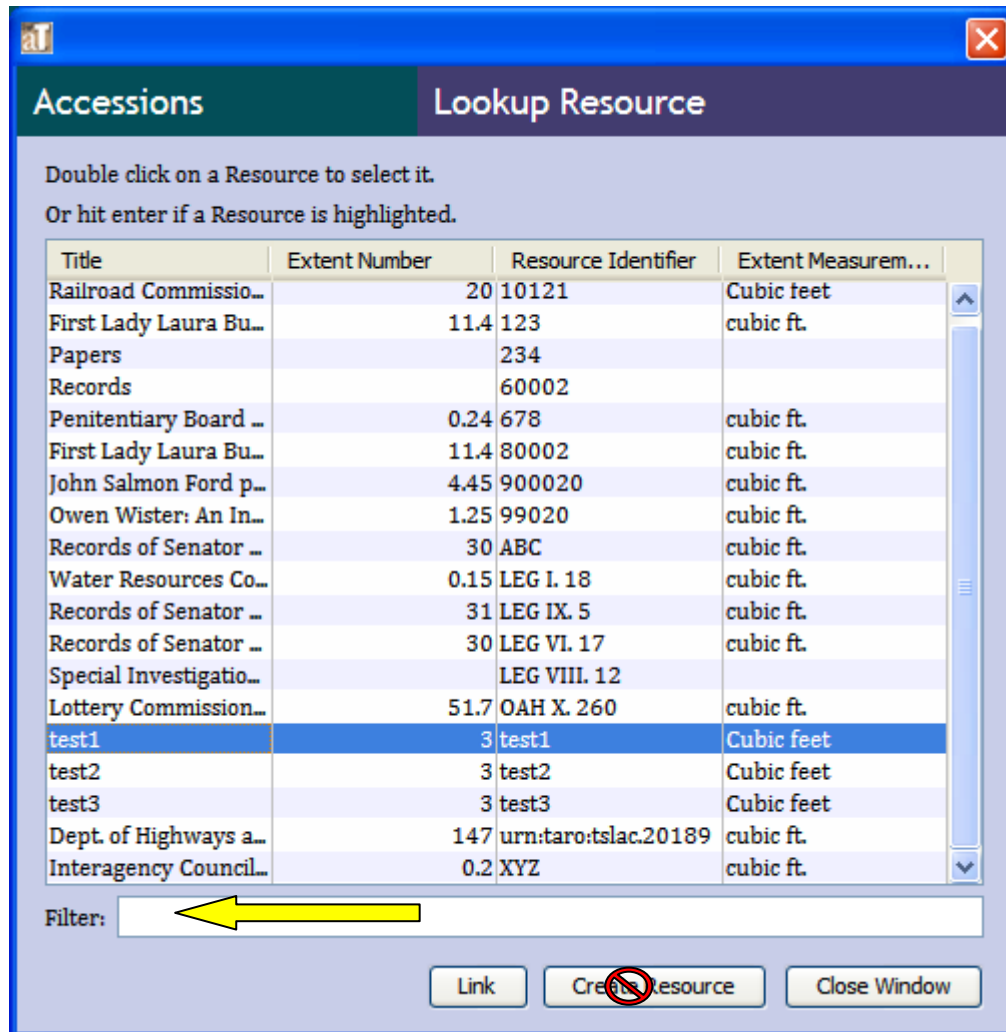 aT
Accessions Lookup Resource
Double click on a Resource to select it.
Or hit enter if a Resource is highlighted.
Title Extent Number Resource Identifier Extent Measurem...
Railroad Commissio... 20 10121 Cubic feet
First Lady Laura Bu... 11.4 123 cubic ft.
Papers 234
Records 60002
Penitentiary Board ... 0.24 678 cubic ft.
First Lady Laura Bu... 11.4 80002 cubic ft.
John Salmon Ford p... 4.45 900020 cubic ft.
Owen Wister: An In... 1.25 99020 cubic ft.
Records of Senator ... 30 ABC cubic ft.
Water Resources Co... 0.15 LEG I. 18 cubic ft.
Records of Senator ... 31 LEG IX. 5 cubic ft.
Records of Senator ... 30 LEG VI. 17 cubic ft.
Special Investigatio... LEG VIII. 12
Lottery Commission... 51.7 OAH X. 260 cubic ft.
test1 3 test1 Cubic feet
test2 3 test2 Cubic feet
test3 3 test3 Cubic feet
Dept. of Highways a... 147 urn:taro:tslac.20189 cubic ft.
Interagency Council... 0.2 XYZ cubic ft.
Filter:
Link Create Resource Close Window